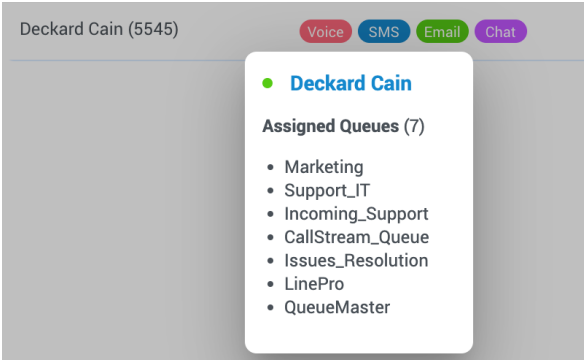 Deckard Cain (5545) Voice SMS Email Chat
Deckard Cain
Assigned Queues (7)
Marketing
Support_IT
Incoming_Support
CallStream_Queue
Issues_Resolution
LinePro
QueueMaster